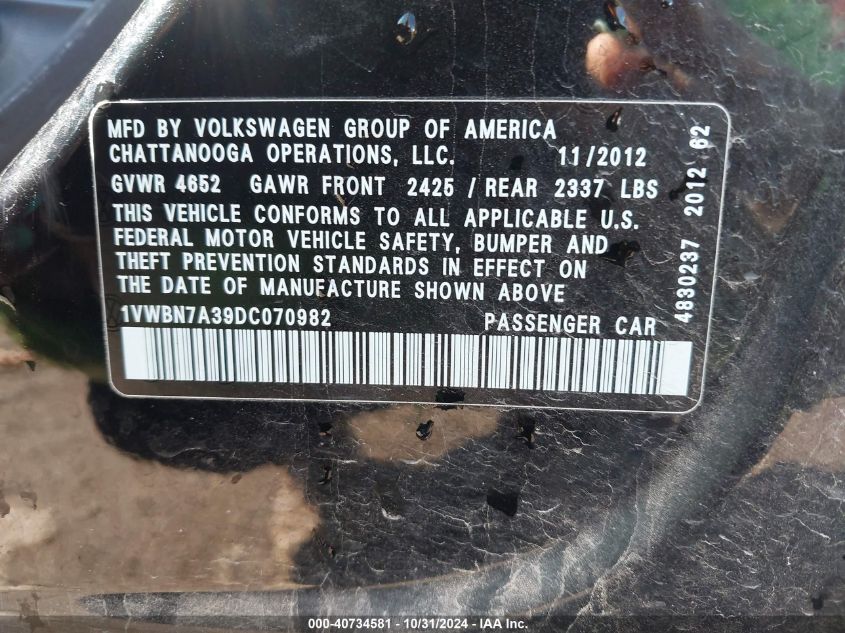 MFD BY VOLKSWAGEN GROUP OF AMERICA
CHATTANOOGA OPERATIONS, LLC. 11/2012
GVWR 4652 GAWR FRONT 2425 / REAR 2337 LBS
THIS VEHICLE CONFORMS TO ALL APPLICABLE U.S.
FEDERAL MOTOR VEHICLE SAFETY, BUMPER AND
THEFT PREVENTION STANDARDS IN EFFECT ON
THE DATE OF MANUFACTURE SHOWN ABOVE
1VWBN7A39DC070982 PASSENGER CAR
4830237 2012 62
000-40734581 - 10/31/2024 - IAAI Inc.